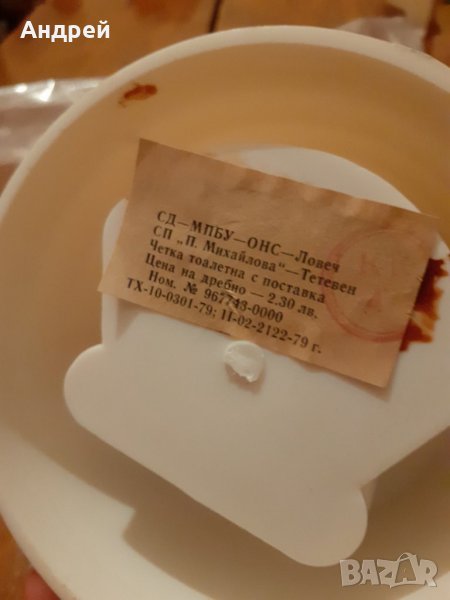 Андрей
СД—МПБУ—ОНС—Ловеч
СП „П. Михайлова“—Тетевен
Четка тоалетна с поставка
Цена на дребно — 2.30 лв.
Ном. № 967743-0000
ТХ-10-0301-79; Ц-02-2122-79 г.
BAZAR